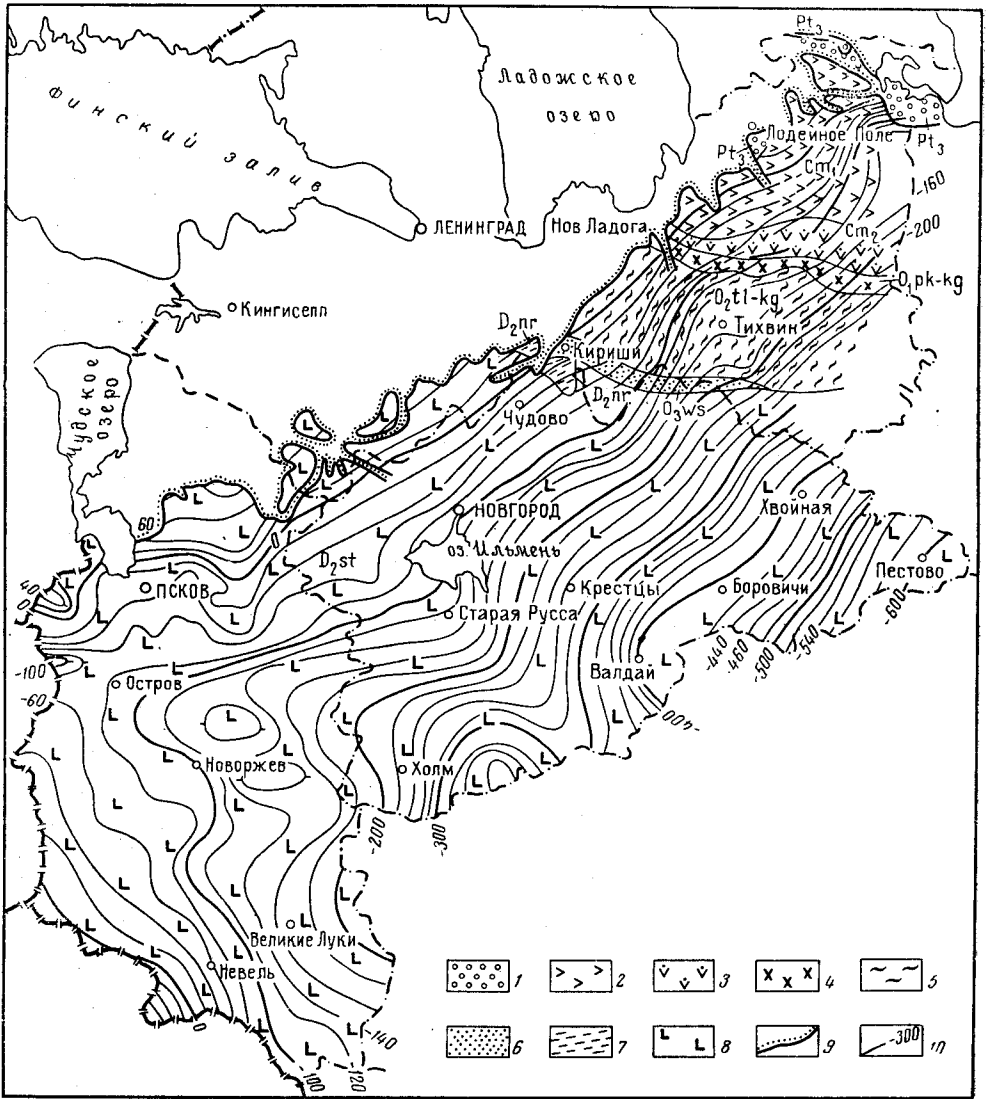 Pt₃
Ладожское
озеро
Финский залив
Лодейное Поле
Pt₃
Pt₃
Cm₁
-160
ЛЕНИНГРАД
Нов Ладога
Cm₂
-200
O₁pk-kg
O₂tl-kg
Кингисепп
Тихвин
D₂nr
Кириши
Чудское
озеро
D₂nr
Чудово
O₃ws
Хвойная
НОВГОРОД
60
0
D₂st
оз. Ильмень
Пестово
40
0
ПСКОВ
Крестцы
Боровичи
-600
Старая Русса
-440
-460
-500
-540
-100
Остров
Валдай
-60
-400
Новоржев
Холм
-200
-300
Великие Луки
Невель
0
-140
-100
-120
1
2
3
4
5
6
7
8
9
-300
10